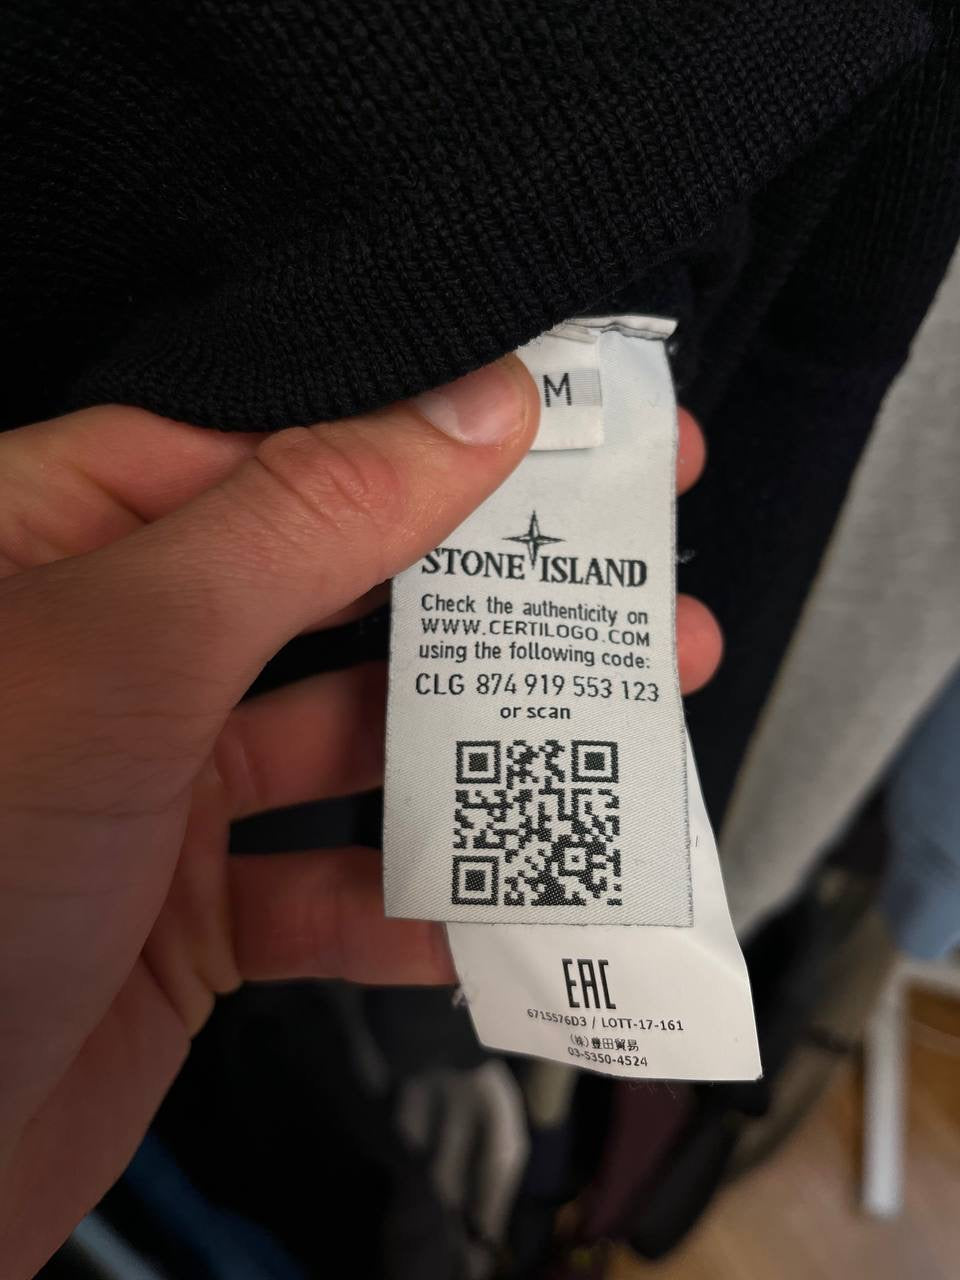 M
STONE ISLAND
Check the authenticity on
WWW.CERTILOGO.COM
using the following code:
CLG 874 919 553 123
or scan
EAC
6715576D3 / LOTT-17-161
(株)豊田貿易
03-5350-4524